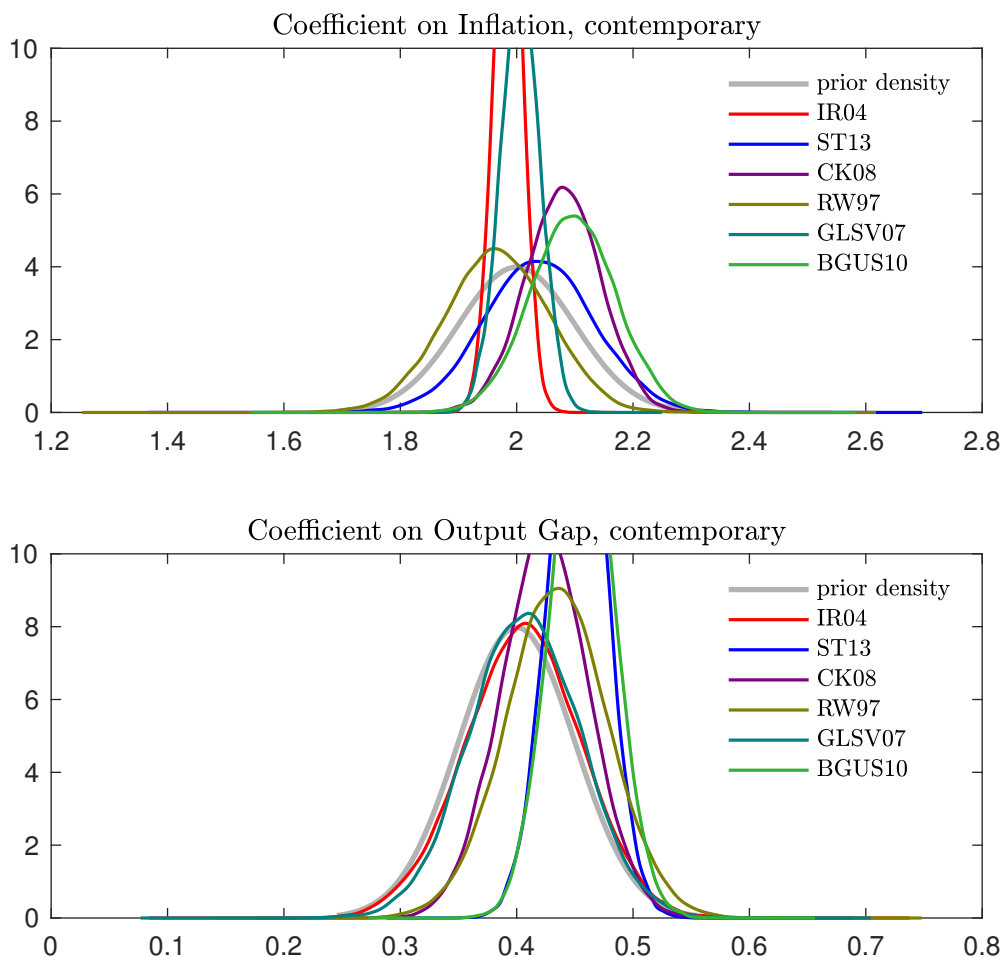 Coefficient on Inflation, contemporary
10
8
6
4
2
0
prior density
IR04
ST13
CK08
RW97
GLSV07
BGUS10
1.2 1.4 1.6 1.8 2 2.2 2.4 2.6 2.8
Coefficient on Output Gap, contemporary
10
8
6
4
2
0
prior density
IR04
ST13
CK08
RW97
GLSV07
BGUS10
0 0.1 0.2 0.3 0.4 0.5 0.6 0.7 0.8